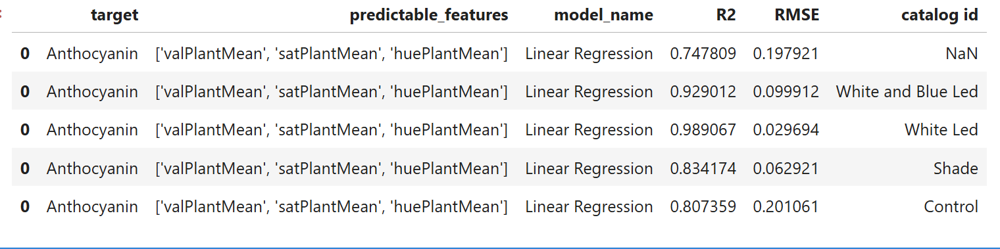 target predictable_features model_name R2 RMSE catalog id
0 Anthocyanin ['valPlantMean', 'satPlantMean', 'huePlantMean'] Linear Regression 0.747809 0.197921 NaN
0 Anthocyanin ['valPlantMean', 'satPlantMean', 'huePlantMean'] Linear Regression 0.929012 0.099912 White and Blue Led
0 Anthocyanin ['valPlantMean', 'satPlantMean', 'huePlantMean'] Linear Regression 0.989067 0.029694 White Led
0 Anthocyanin ['valPlantMean', 'satPlantMean', 'huePlantMean'] Linear Regression 0.834174 0.062921 Shade
0 Anthocyanin ['valPlantMean', 'satPlantMean', 'huePlantMean'] Linear Regression 0.807359 0.201061 Control